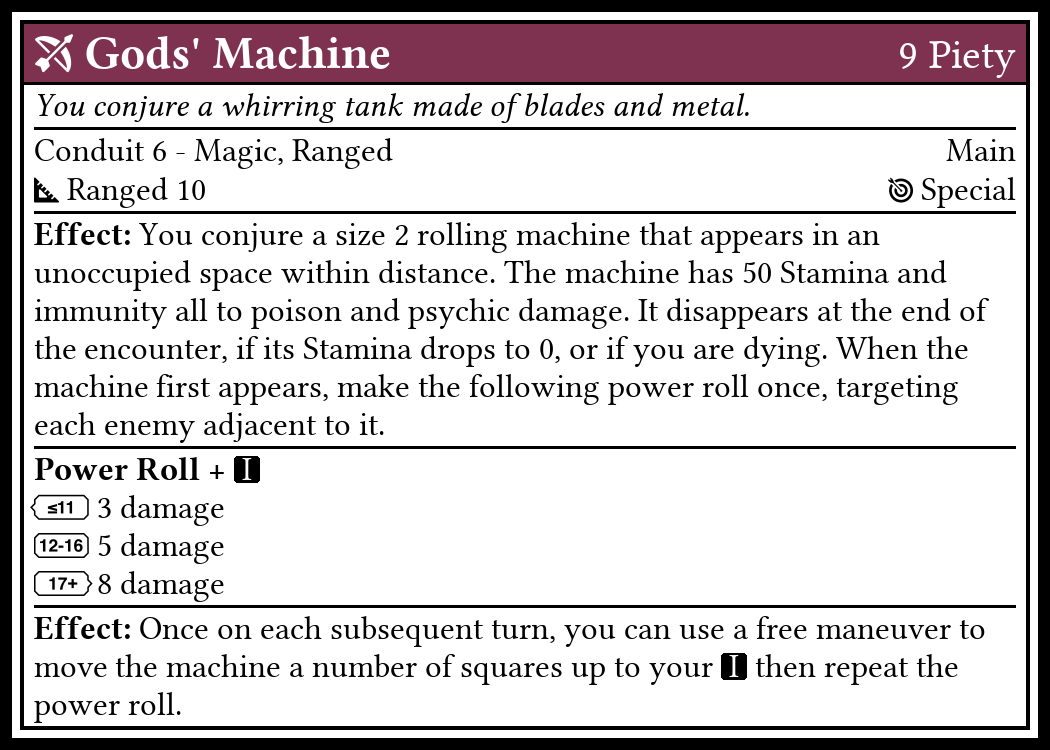 Gods' Machine 9 Piety
You conjure a whirring tank made of blades and metal.
Conduit 6 - Magic, Ranged Main
Ranged 10 Special
Effect: You conjure a size 2 rolling machine that appears in an
unoccupied space within distance. The machine has 50 Stamina and
immunity all to poison and psychic damage. It disappears at the end of
the encounter, if its Stamina drops to 0, or if you are dying. When the
machine first appears, make the following power roll once, targeting
each enemy adjacent to it.
Power Roll + I
≤11 3 damage
12-16 5 damage
17+ 8 damage
Effect: Once on each subsequent turn, you can use a free maneuver to
move the machine a number of squares up to your I then repeat the
power roll.